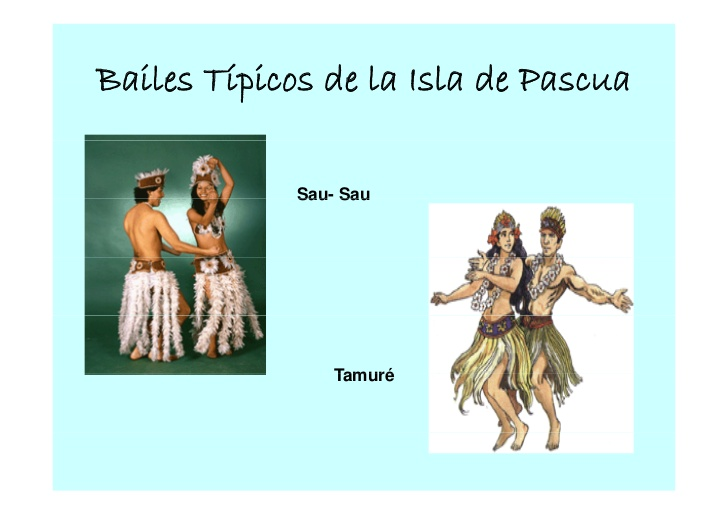 Bailes Típicos de la Isla de Pascua
Sau- Sau
Tamuré